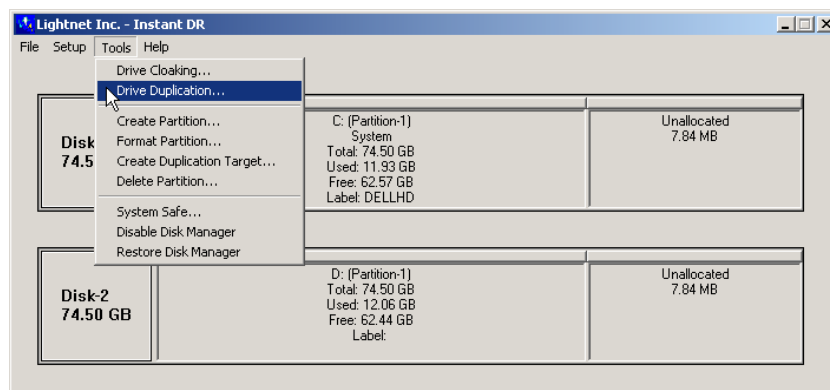 Lightnet Inc. - Instant DR
File Setup Tools Help
Drive Cloaking...
Drive Duplication...
Create Partition...
Format Partition...
Create Duplication Target...
Delete Partition...
System Safe...
Disable Disk Manager
Restore Disk Manager
Disk
74.5
C: (Partition-1)
System
Total: 74.50 GB
Used: 11.93 GB
Free: 62.57 GB
Label: DELLHD
Unallocated
7.84 MB
Disk-2
74.50 GB
D: (Partition-1)
Total: 74.50 GB
Used: 12.06 GB
Free: 62.44 GB
Label:
Unallocated
7.84 MB